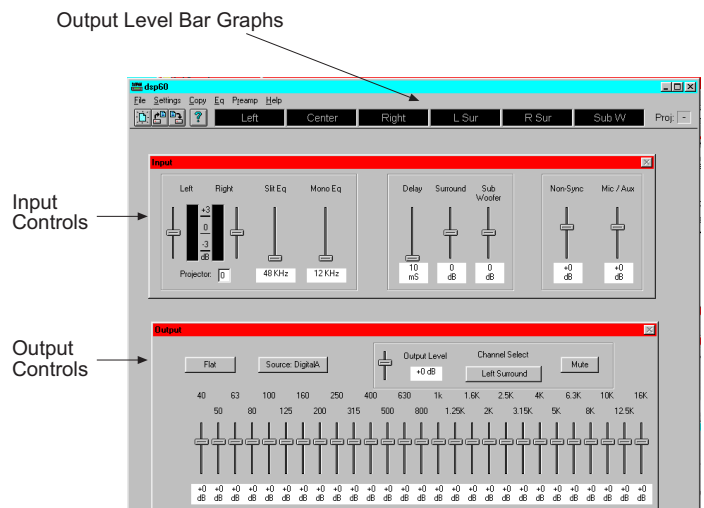 Output Level Bar Graphs
dsp60
File Settings Copy Eq Preamp Help
? Left Center Right L Sur R Sur Sub W Proj: -
Input
Input Controls
Left Right Slit Eq Mono Eq
Delay Surround Sub Woofer
Non-Sync Mic / Aux
+3
0
-3
dB
Projector: 0
48 KHz 12 KHz
10 mS 0 dB 0 dB
+0 dB +0 dB
Output
Output Controls
Flat Source: DigitalA
Output Level
+0 dB
Channel Select
Left Surround
Mute
40 63 100 160 250 400 630 1k 1.6K 2.5K 4K 6.3K 10K 16K
50 80 125 200 315 500 800 1.25K 2K 3.15K 5K 8K 12.5K
+0 +0 +0 +0 +0 +0 +0 +0 +0 +0 +0 +0 +0 +0 +0 +0 +0 +0 +0 +0 +0 +0 +0 +0 +0 +0 +0
dB dB dB dB dB dB dB dB dB dB dB dB dB dB dB dB dB dB dB dB dB dB dB dB dB dB dB